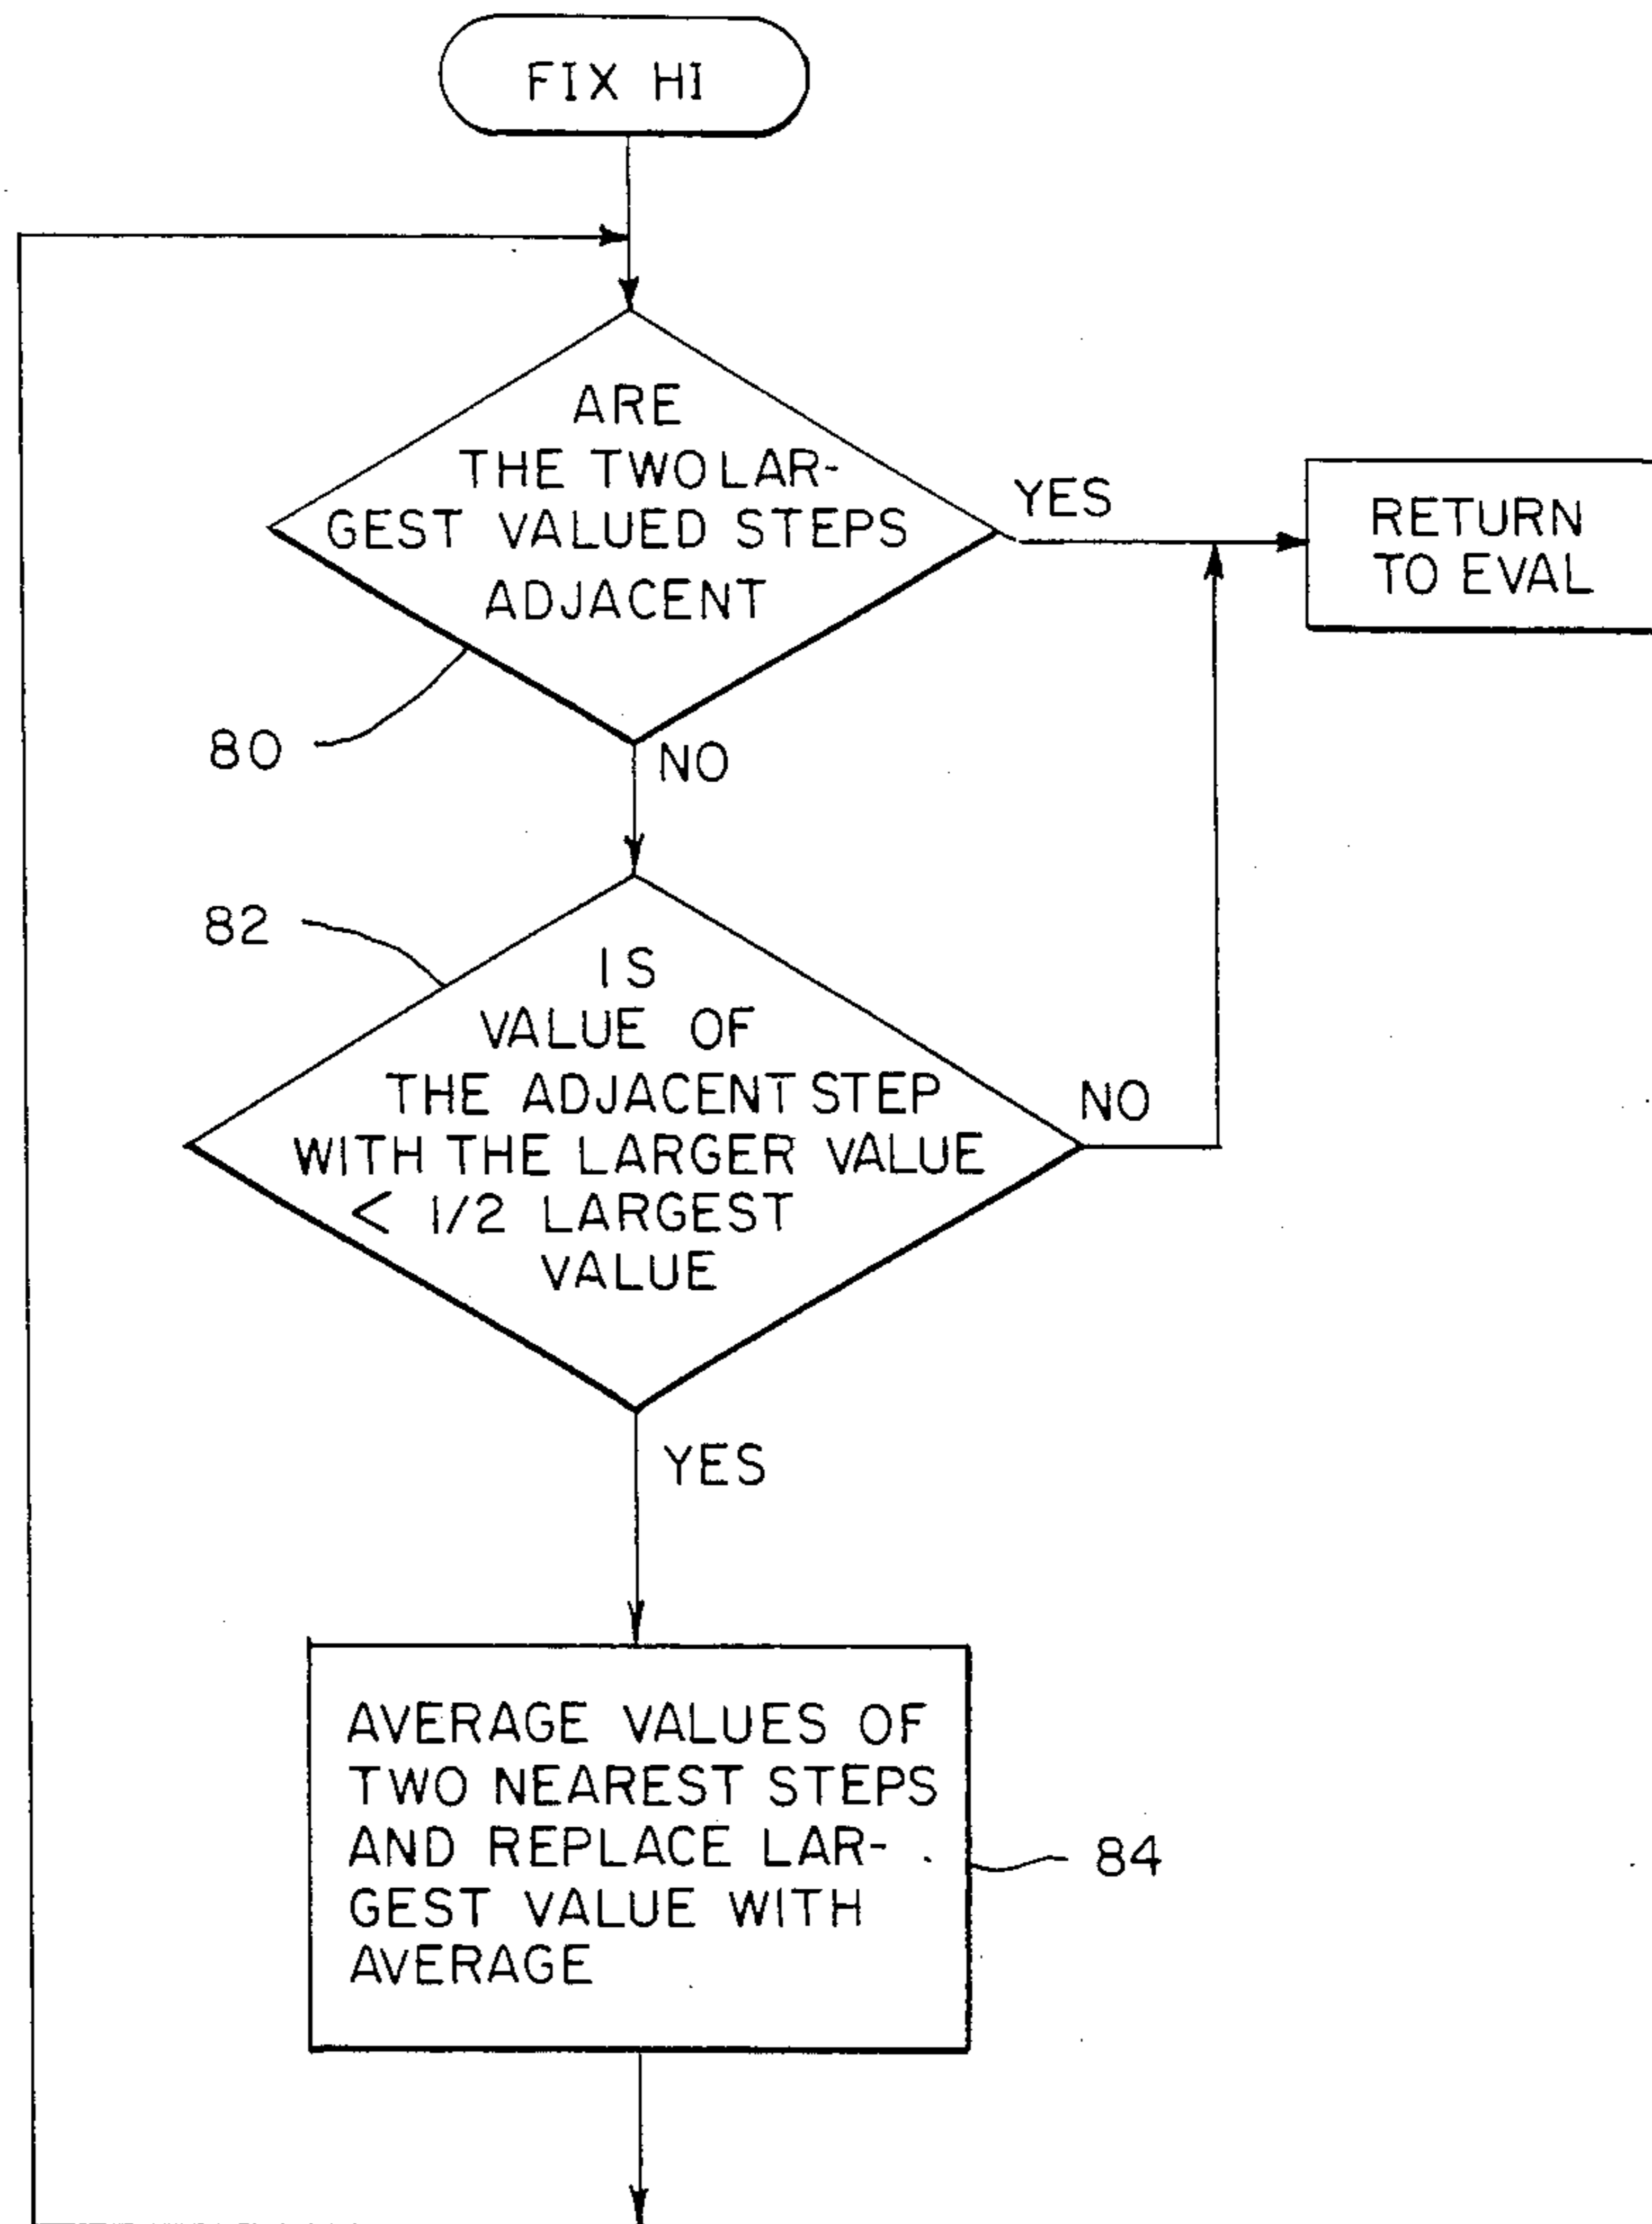 FIX HI
ARE
THE TWO LAR-
GEST VALUED STEPS
ADJACENT
YES
RETURN
TO EVAL
80
NO
82
IS
VALUE OF
THE ADJACENT STEP
WITH THE LARGER VALUE
< 1/2 LARGEST
VALUE
NO
YES
AVERAGE VALUES OF
TWO NEAREST STEPS
AND REPLACE LAR-
GEST VALUE WITH
AVERAGE
84